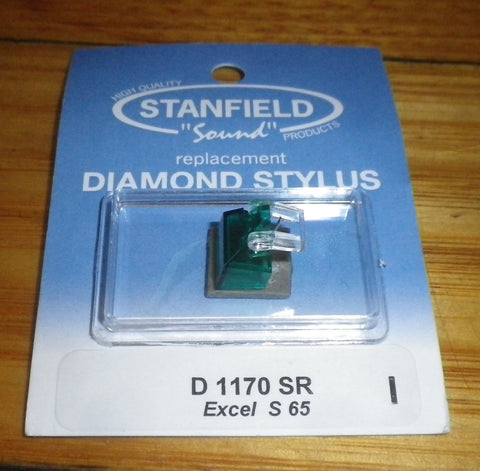 HIGH QUALITY
STANFIELD
"Sound"
PRODUCTS
replacement
DIAMOND STYLUS
D 1170 SR
Excel S 65